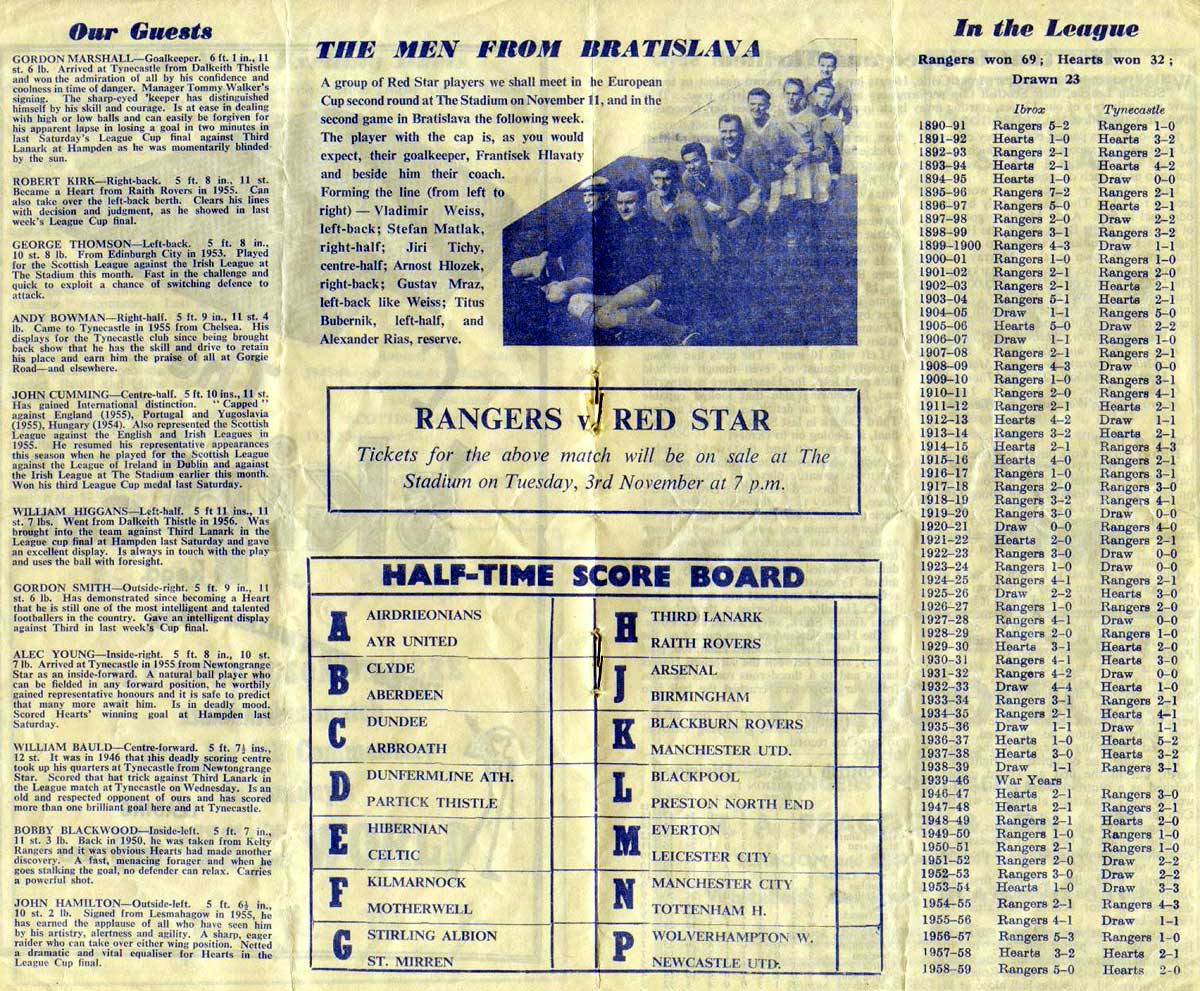 Our Guests
GORDON MARSHALL—Goalkeeper. 6 ft. 1 in., 11
st. 6 lb. Arrived at Tynecastle from Dalkeith Thistle
and won the admiration of all by his confidence and
coolness in time of danger. Manager Tommy Walker's
signing. The sharp-eyed 'keeper has distinguished
himself by his skill and courage. Is at ease in dealing
with high or low balls and can easily be forgiven for
his apparent lapse in losing a goal in two minutes in
last Saturday's League Cup final against Third
Lanark at Hampden as he was momentarily blinded
by the sun.
ROBERT KIRK—Right-back. 5 ft. 8 in., 11 st.
Became a Heart from Raith Rovers in 1955. Can
also take over the left-back berth. Clears his lines
with decision and judgment, as he showed in last
week's League Cup final.
GEORGE THOMSON—Left-back. 5 ft. 8 in.,
10 st. 8 lb. From Edinburgh City in 1953. Played
for the Scottish League against the Irish League at
The Stadium this month. Fast in the challenge and
quick to exploit a chance of switching defence to
attack.
ANDY BOWMAN—Right-half. 5 ft. 9 in., 11 st. 4
lb. Came to Tynecastle in 1955 from Chelsea. His
displays for the Tynecastle club since being brought
back show that he has the skill and drive to retain
his place and earn him the praise of all at Gorgie
Road—and elsewhere.
JOHN CUMMING—Centre-half. 5 ft. 10 ins., 11 st.
Has gained International distinction. "Capped"
against England (1955), Portugal and Yugoslavia
(1955), Hungary (1954). Also represented the Scottish
League against the English and Irish Leagues in
1955. He resumed his representative appearances
this season when he played for the Scottish League
against the League of Ireland in Dublin and against
the Irish League at The Stadium earlier this month.
Won his third League Cup medal last Saturday.
WILLIAM HIGGANS—Left-half. 5 ft 11 ins., 11
st. 7 lbs. Went from Dalkeith Thistle in 1956. Was
brought into the team against Third Lanark in the
League cup final at Hampden last Saturday and gave
an excellent display. Is always in touch with the play
and uses the ball with foresight.
GORDON SMITH—Outside-right. 5 ft. 9 in., 11
st. 6 lb. Has demonstrated since becoming a Heart
that he is still one of the most intelligent and talented
footballers in the country. Gave an intelligent display
against Third in last week's Cup final.
ALEC YOUNG—Inside-right. 5 ft. 8 in., 10 st.
7 lb. Arrived at Tynecastle in 1955 from Newtongrange
Star as an inside-forward. A natural ball player who
can be fielded in any forward position, he worthily
gained representative honours and it is safe to predict
that many more await him. Is in deadly mood.
Scored Hearts' winning goal at Hampden last
Saturday.
WILLIAM BAULD—Centre-forward. 5 ft. 7½ ins.,
12 st. It was in 1946 that this deadly scoring centre
took up his quarters at Tynecastle from Newtongrange
Star. Scored that hat trick against Third Lanark in
the League match at Tynecastle on Wednesday. Is an
old and respected opponent of ours and has scored
more than one brilliant goal here and at Tynecastle.
BOBBY BLACKWOOD—Inside-left. 5 ft. 7 in.,
11 st. 3 lb. Back in 1950, he was taken from Kelty
Rangers and it was obvious Hearts had made another
discovery. A fast, menacing forager and when he
goes stalking the goal, no defender can relax. Carries
a powerful shot.
JOHN HAMILTON—Outside-left. 5 ft. 6½ in.,
10 st. 2 lb. Signed from Lesmahagow in 1955, he
has earned the applause of all who have seen him
by his artistry, alertness and agility. A sharp, eager
raider who can take over either wing position. Netted
a dramatic and vital equaliser for Hearts in the
League Cup final.
THE MEN FROM BRATISLAVA
A group of Red Star players we shall meet in he European
Cup second round at The Stadium on November 11, and in the
second game in Bratislava the following week.
The player with the cap is, as you would
expect, their goalkeeper, Frantisek Hlavaty
and beside him their coach.
Forming the line (from left to
right) — Vladimir Weiss,
left-back; Stefan Matlak,
right-half; Jiri Tichy,
centre-half; Arnost Hlozek,
right-back; Gustav Mraz,
left-back like Weiss; Titus
Bubernik, left-half, and
Alexander Rias, reserve.
RANGERS v. RED STAR
Tickets for the above match will be on sale at The
Stadium on Tuesday, 3rd November at 7 p.m.
HALF-TIME SCORE BOARD
A AIRDRIEONIANS
AYR UNITED
B CLYDE
ABERDEEN
C DUNDEE
ARBROATH
D DUNFERMLINE ATH.
PARTICK THISTLE
E HIBERNIAN
CELTIC
F KILMARNOCK
MOTHERWELL
G STIRLING ALBION
ST. MIRREN
H THIRD LANARK
RAITH ROVERS
J ARSENAL
BIRMINGHAM
K BLACKBURN ROVERS
MANCHESTER UTD.
L BLACKPOOL
PRESTON NORTH END
M EVERTON
LEICESTER CITY
N MANCHESTER CITY
TOTTENHAM H.
P WOLVERHAMPTON W.
NEWCASTLE UTD.
In the League
Rangers won 69; Hearts won 32;
Drawn 23
Ibrox Tynecastle
1890-91 Rangers 5-2 Rangers 1-0
1891-92 Hearts 1-0 Hearts 3-2
1892-93 Rangers 2-1 Rangers 2-1
1893-94 Hearts 2-1 Hearts 4-2
1894-95 Hearts 1-0 Draw 0-0
1895-96 Rangers 7-2 Rangers 2-1
1896-97 Rangers 5-0 Hearts 2-1
1897-98 Rangers 2-0 Draw 2-2
1898-99 Rangers 3-1 Rangers 3-2
1899-1900 Rangers 4-3 Draw 1-1
1900-01 Rangers 1-0 Rangers 1-0
1901-02 Rangers 2-1 Rangers 2-0
1902-03 Rangers 2-1 Hearts 2-1
1903-04 Rangers 5-1 Hearts 2-1
1904-05 Draw 1-1 Rangers 5-0
1905-06 Hearts 5-0 Draw 2-2
1906-07 Draw 1-1 Rangers 1-0
1907-08 Rangers 2-1 Rangers 2-1
1908-09 Rangers 4-3 Draw 0-0
1909-10 Rangers 1-0 Rangers 3-1
1910-11 Rangers 2-0 Rangers 4-1
1911-12 Rangers 2-1 Hearts 2-1
1912-13 Hearts 4-2 Draw 1-1
1913-14 Rangers 3-2 Hearts 2-1
1914-15 Hearts 2-1 Rangers 4-3
1915-16 Hearts 4-0 Rangers 2-1
1916-17 Rangers 1-0 Rangers 3-1
1917-18 Rangers 2-0 Rangers 3-0
1918-19 Rangers 3-2 Rangers 4-1
1919-20 Rangers 3-0 Draw 0-0
1920-21 Draw 0-0 Rangers 4-0
1921-22 Hearts 2-0 Rangers 2-0
1922-23 Rangers 3-0 Draw 0-0
1923-24 Rangers 1-0 Draw 0-0
1924-25 Rangers 4-1 Rangers 2-1
1925-26 Draw 2-2 Hearts 3-0
1926-27 Rangers 1-0 Rangers 2-0
1927-28 Rangers 4-1 Draw 0-0
1928-29 Rangers 2-0 Rangers 1-0
1929-30 Hearts 3-1 Hearts 2-0
1930-31 Rangers 4-1 Hearts 3-0
1931-32 Rangers 4-2 Draw 0-0
1932-33 Draw 4-4 Hearts 1-0
1933-34 Rangers 3-1 Rangers 2-1
1934-35 Rangers 2-1 Hearts 4-1
1935-36 Draw 1-1 Draw 1-1
1936-37 Hearts 1-0 Hearts 5-2
1937-38 Hearts 3-0 Hearts 3-2
1938-39 Draw 1-1 Rangers 3-1
1939-46 War Years
1946-47 Hearts 2-1 Rangers 3-0
1947-48 Hearts 2-1 Rangers 2-1
1948-49 Rangers 2-1 Hearts 2-0
1949-50 Rangers 1-0 Rangers 1-0
1950-51 Rangers 2-1 Rangers 1-0
1951-52 Rangers 2-0 Draw 2-2
1952-53 Rangers 3-0 Draw 2-2
1953-54 Hearts 1-0 Draw 3-3
1954-55 Rangers 2-1 Rangers 4-3
1955-56 Rangers 4-1 Draw 1-1
1956-57 Rangers 5-3 Rangers 1-0
1957-58 Hearts 3-2 Hearts 2-1
1958-59 Rangers 5-0 Hearts 2-0